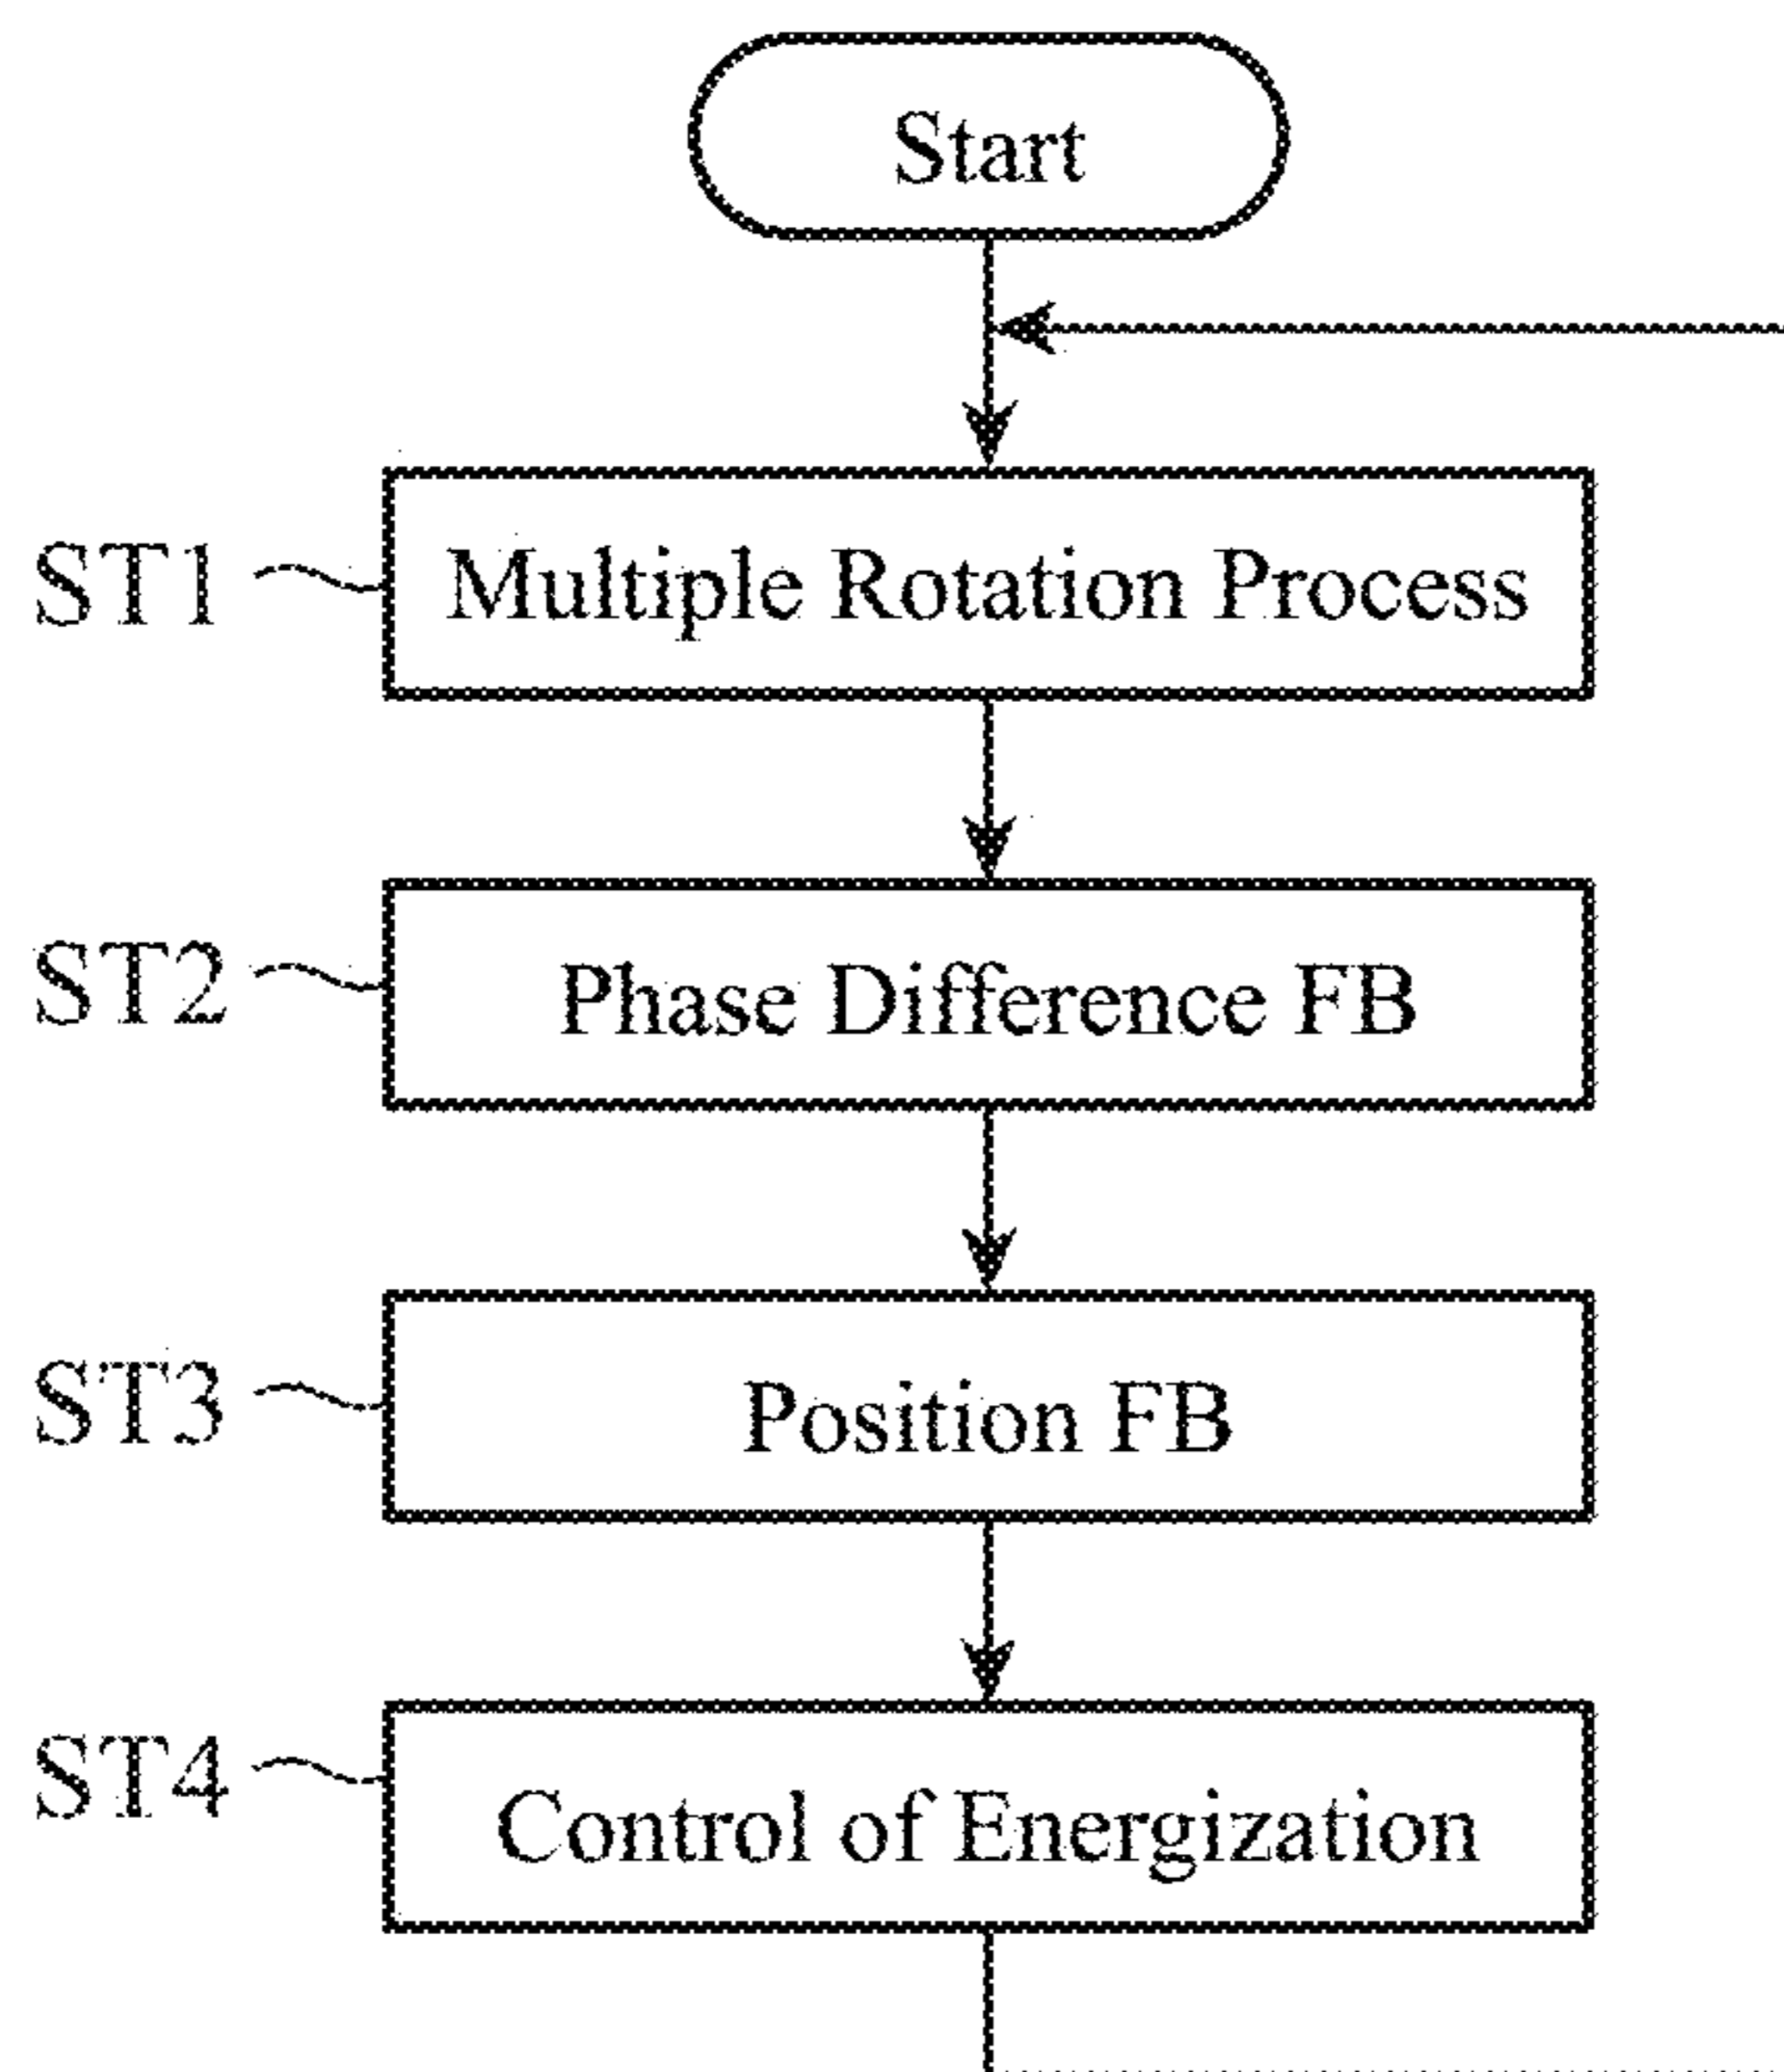 Start
ST1
Multiple Rotation Process
ST2
Phase Difference FB
ST3
Position FB
ST4
Control of Energization